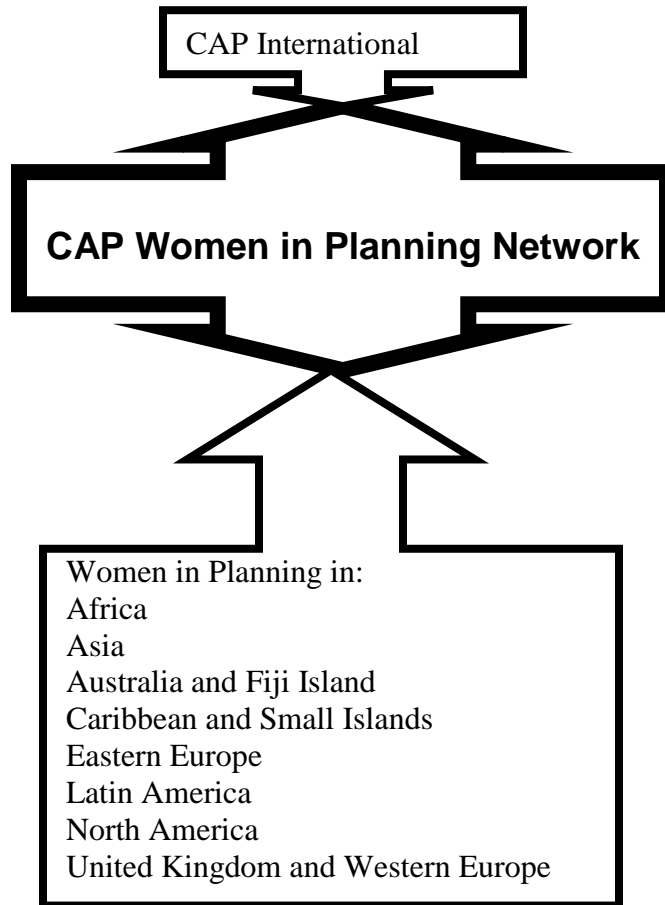 CAP International
CAP Women in Planning Network
Women in Planning in:
Africa
Asia
Australia and Fiji Island
Caribbean and Small Islands
Eastern Europe
Latin America
North America
United Kingdom and Western Europe